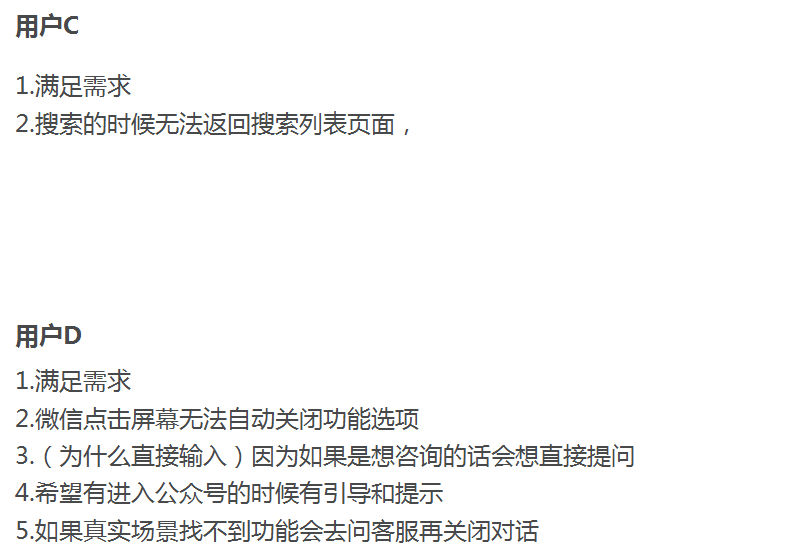 用户C
1.满足需求
2.搜索的时候无法返回搜索列表页面，
用户D
1.满足需求
2.微信点击屏幕无法自动关闭功能选项
3.（为什么直接输入）因为如果是想咨询的话会想直接提问
4.希望有进入公众号的时候有引导和提示
5.如果真实场景找不到功能会去问客服再关闭对话